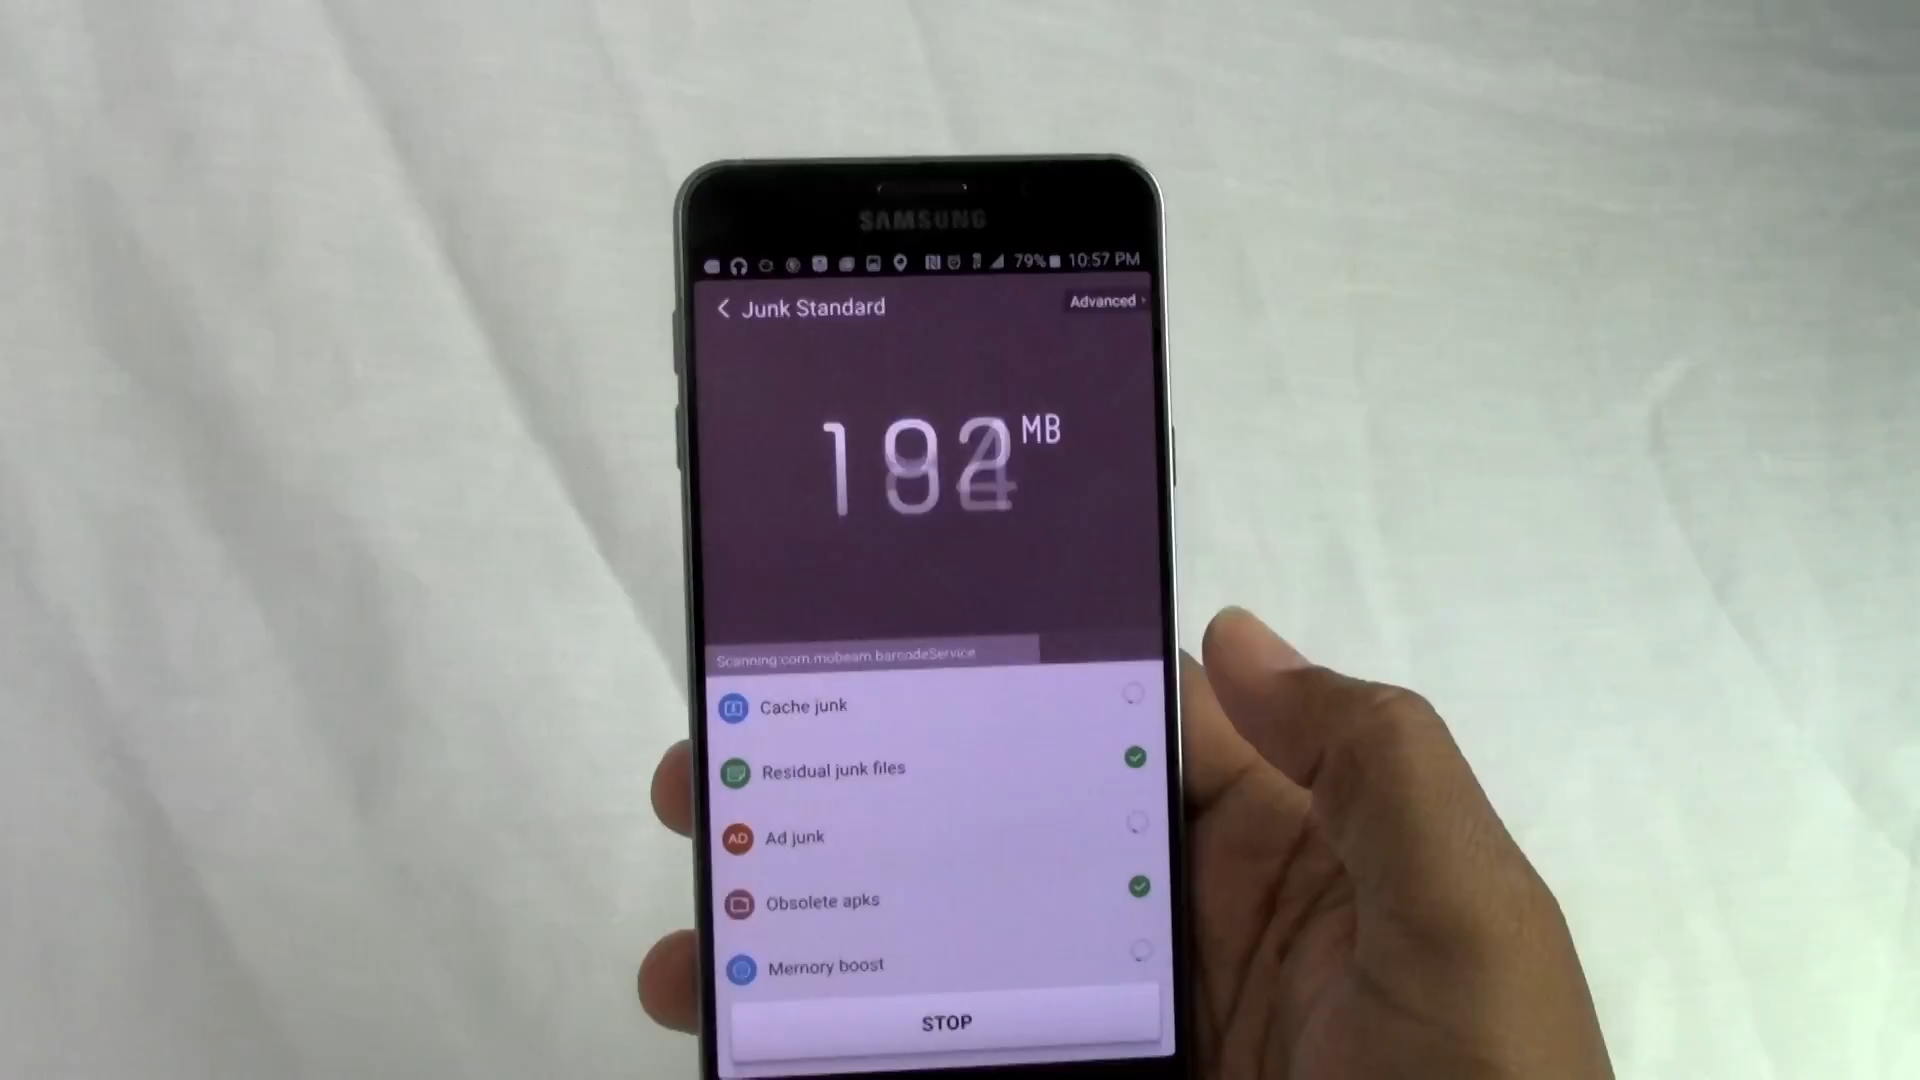 SAMSUNG
79% 10:57 PM
Junk Standard
Advanced
MB
Scanning:com.mobeam.barcodeService
Cache junk
Residual junk files
AD Ad junk
Obsolete apks
Memory boost
STOP